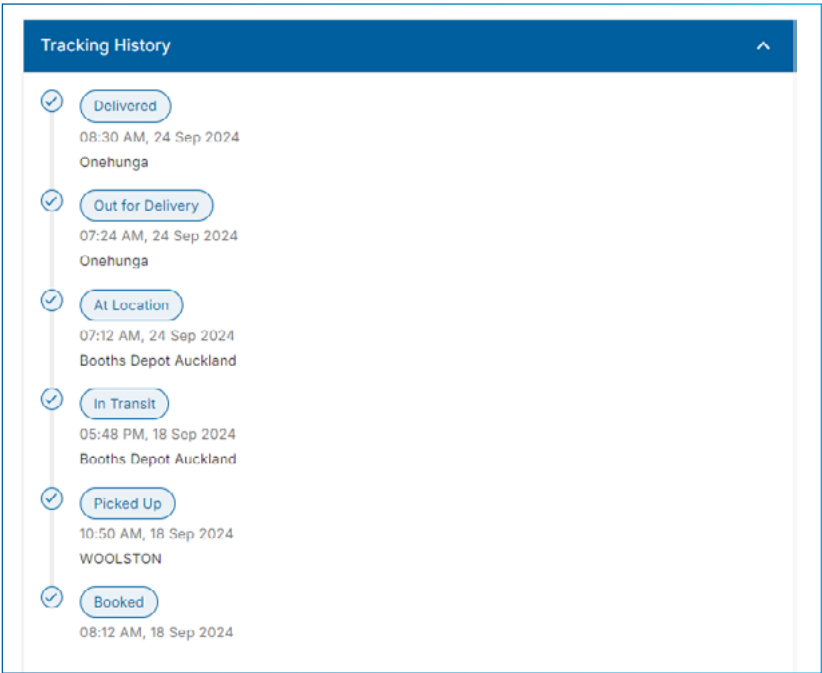 Tracking History
Delivered
08:30 AM, 24 Sep 2024
Onehunga
Out for Delivery
07:24 AM, 24 Sep 2024
Onehunga
At Location
07:12 AM, 24 Sep 2024
Booths Depot Auckland
In Transit
05:48 PM, 18 Sep 2024
Booths Depot Auckland
Picked Up
10:50 AM, 18 Sep 2024
WOOLSTON
Booked
08:12 AM, 18 Sep 2024